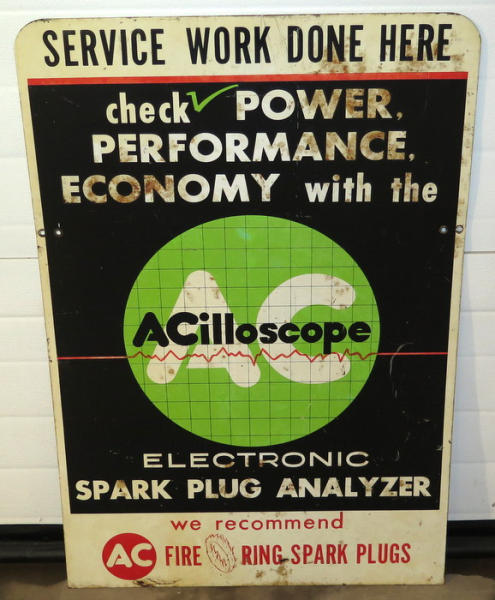 SERVICE WORK DONE HERE
check POWER,
PERFORMANCE,
ECONOMY with the
AC
ACilloscope
ELECTRONIC
SPARK PLUG ANALYZER
we recommend
AC FIRE RING SPARK PLUGS